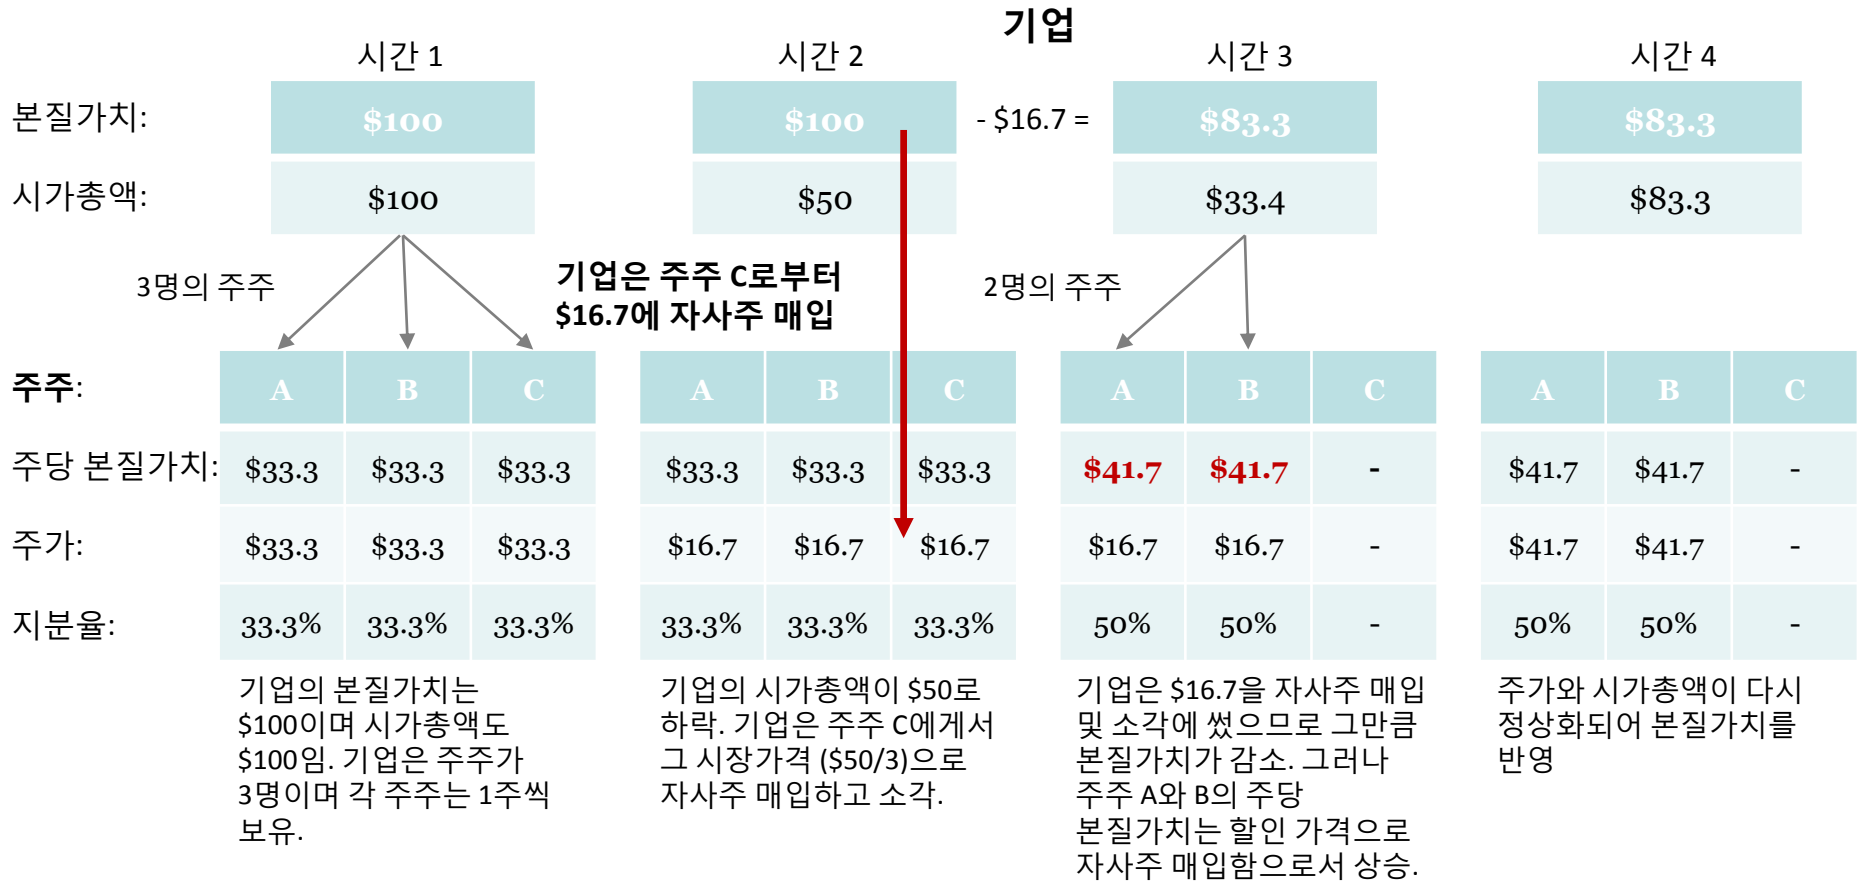 기업
시간 1
시간 2
시간 3
시간 4
본질가치:
$100
$100
- $16.7 =
$83.3
$83.3
시가총액:
$100
$50
$33.4
$83.3
3명의 주주
기업은 주주 C로부터
$16.7에 자사주 매입
2명의 주주
주주:
A B C
A B C
A B C
A B C
주당 본질가치:
$33.3 $33.3 $33.3
$33.3 $33.3 $33.3
$41.7 $41.7 -
$41.7 $41.7 -
주가:
$33.3 $33.3 $33.3
$16.7 $16.7 $16.7
$16.7 $16.7 -
$41.7 $41.7 -
지분율:
33.3% 33.3% 33.3%
33.3% 33.3% 33.3%
50% 50% -
50% 50% -
기업의 본질가치는
$100이며 시가총액도
$100임. 기업은 주주가
3명이며 각 주주는 1주씩
보유.
기업의 시가총액이 $50로
하락. 기업은 주주 C에게서
그 시장가격 ($50/3)으로
자사주 매입하고 소각.
기업은 $16.7을 자사주 매입
및 소각에 썼으므로 그만큼
본질가치가 감소. 그러나
주주 A와 B의 주당
본질가치는 할인 가격으로
자사주 매입함으로서 상승.
주가와 시가총액이 다시
정상화되어 본질가치를
반영